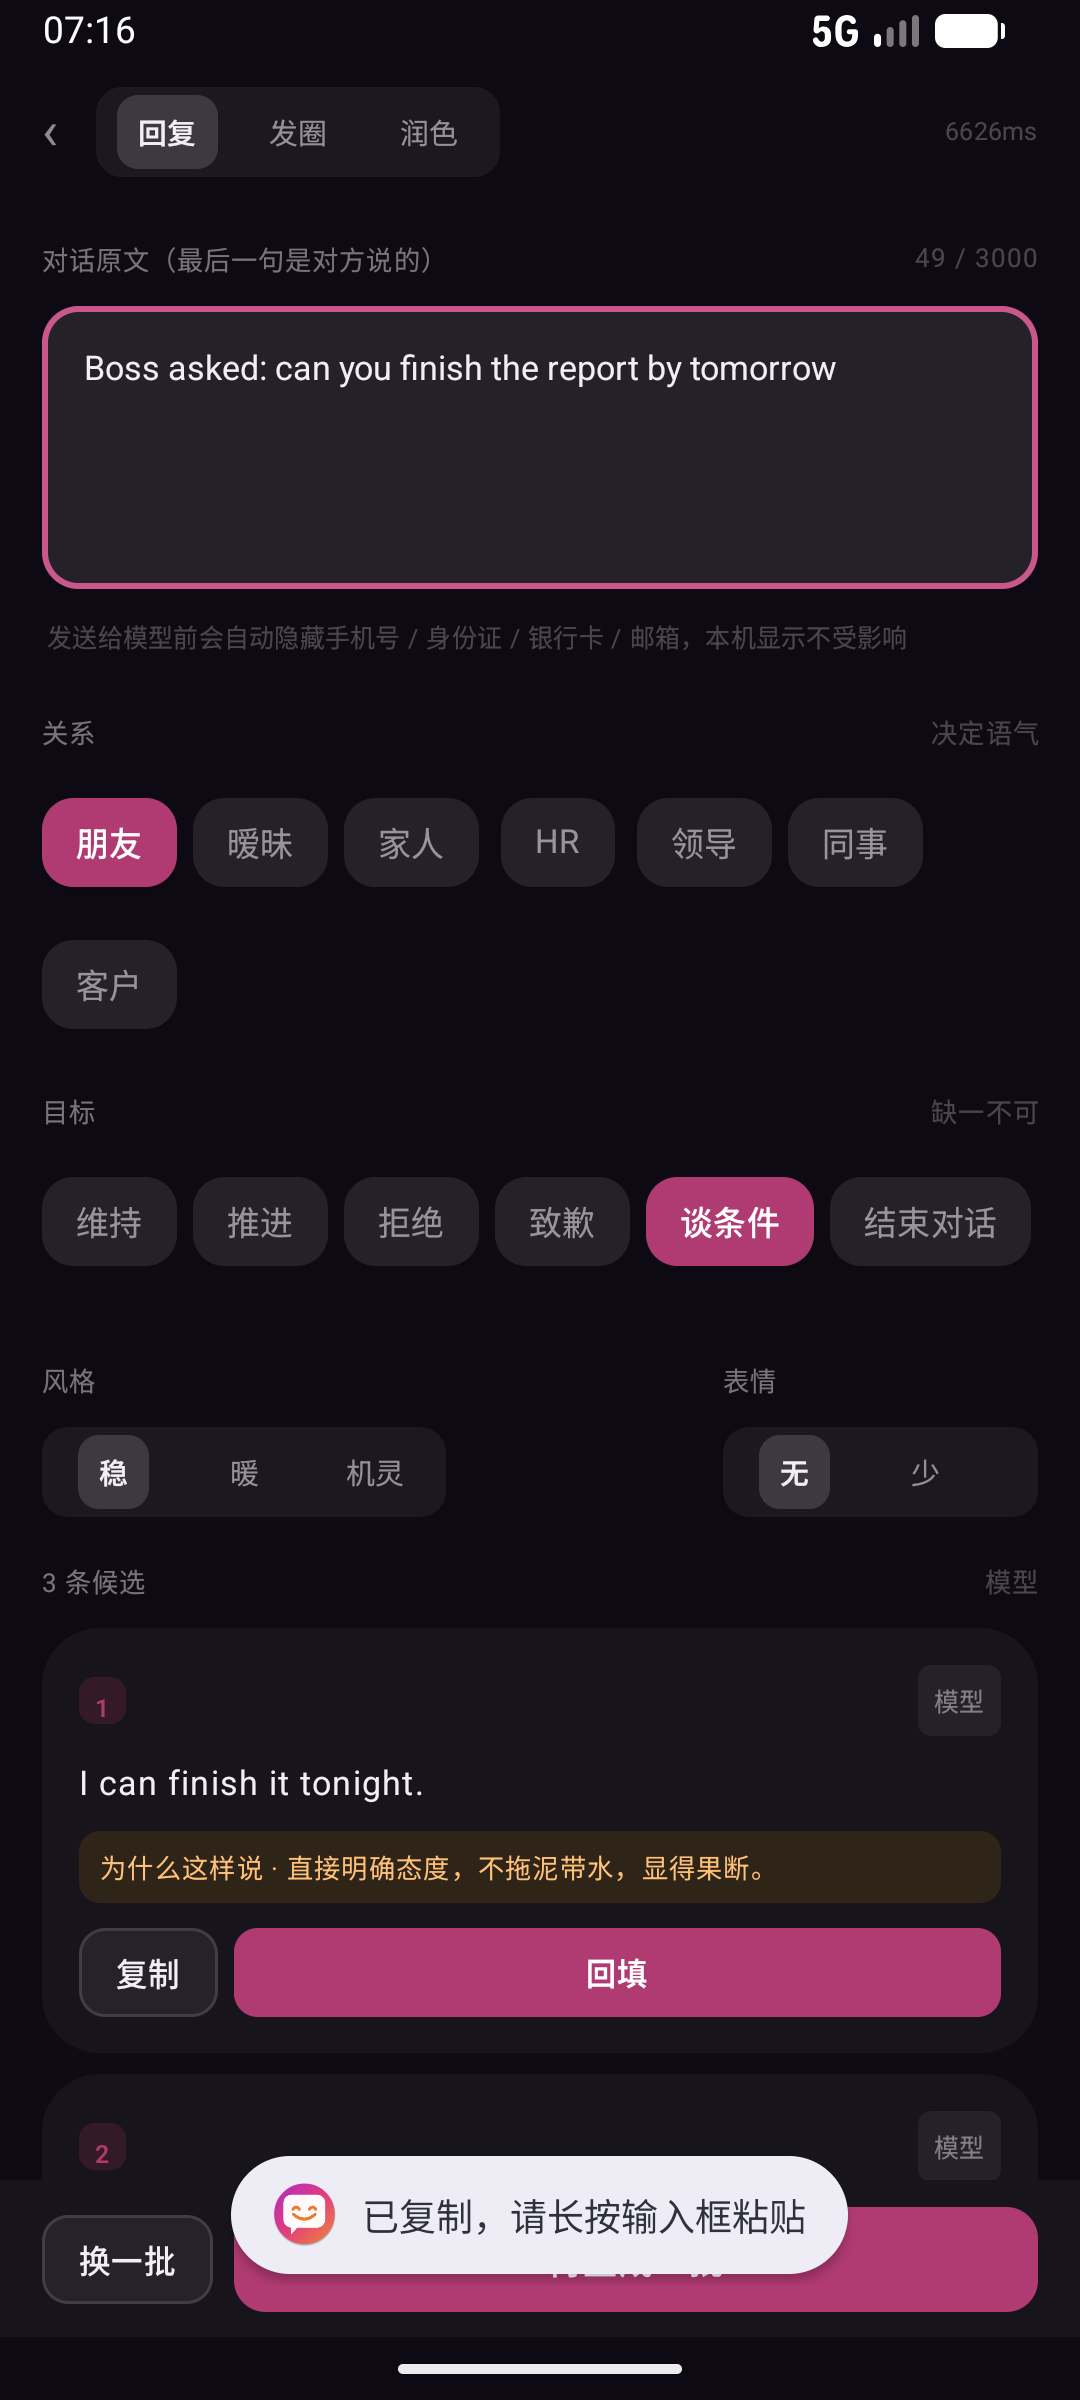 07:16
5G
回复
发圈
润色
6626ms
对话原文（最后一句是对方说的）
49 / 3000
Boss asked: can you finish the report by tomorrow
发送给模型前会自动隐藏手机号 / 身份证 / 银行卡 / 邮箱，本机显示不受影响
关系
决定语气
朋友
暧昧
家人
HR
领导
同事
客户
目标
缺一不可
维持
推进
拒绝
致歉
谈条件
结束对话
风格
表情
稳
暖
机灵
无
少
3 条候选
模型
1
模型
I can finish it tonight.
为什么这样说 · 直接明确态度，不拖泥带水，显得果断。
复制
回填
2
模型
已复制，请长按输入框粘贴
换一批